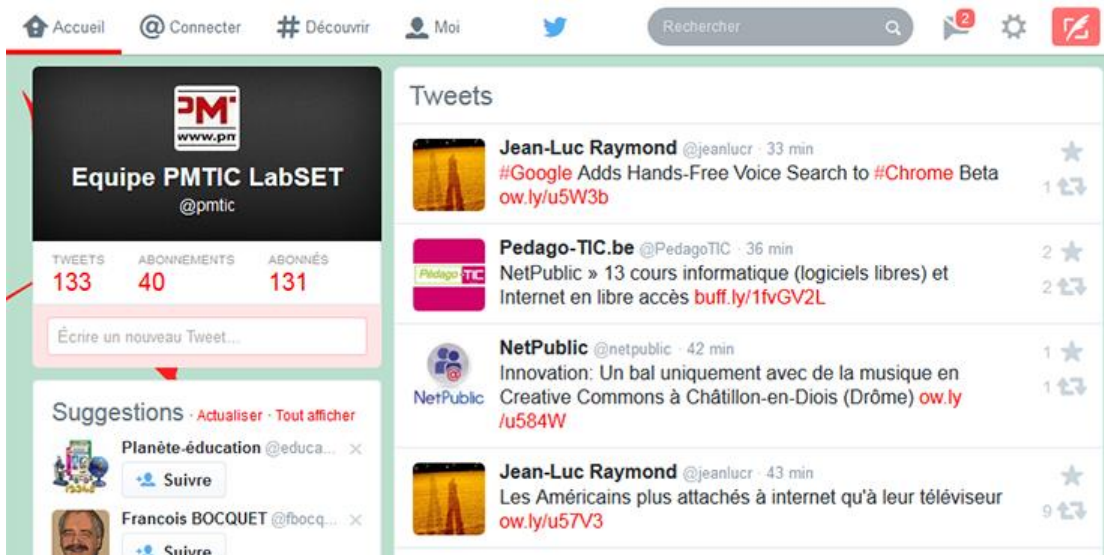 Accueil Connecter Découvrir Moi Rechercher 2
PMT
www.pm
Equipe PMTIC LabSET
@pmtic
TWEETS ABONNEMENTS ABONNÉS
133 40 131
Écrire un nouveau Tweet...
Suggestions · Actualiser · Tout afficher
Planète-éducation @educa... ×
Suivre
Francois BOCQUET @fbocq... ×
Suivre
Tweets
Jean-Luc Raymond @jeanlucr · 33 min
#Google Adds Hands-Free Voice Search to #Chrome Beta
ow.ly/u5W3b
1
Pédago-TIC
Pedago-TIC.be @PedagoTIC · 36 min
NetPublic » 13 cours informatique (logiciels libres) et
Internet en libre accès buff.ly/1fvGV2L
2
2
NetPublic
NetPublic @netpublic · 42 min
Innovation: Un bal uniquement avec de la musique en
Creative Commons à Châtillon-en-Diois (Drôme) ow.ly
/u584W
1
1
Jean-Luc Raymond @jeanlucr · 43 min
Les Américains plus attachés à internet qu'à leur téléviseur
ow.ly/u57V3
9